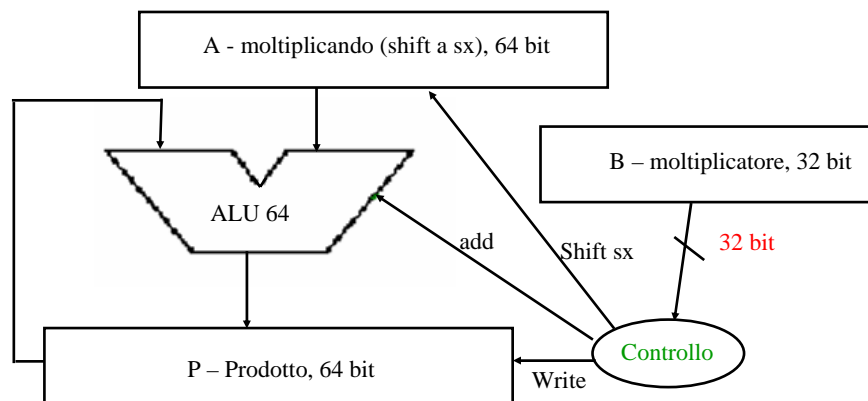 A - moltiplicando (shift a sx), 64 bit
B – moltiplicatore, 32 bit
ALU 64
add
Shift sx
32 bit
Controllo
P – Prodotto, 64 bit
Write